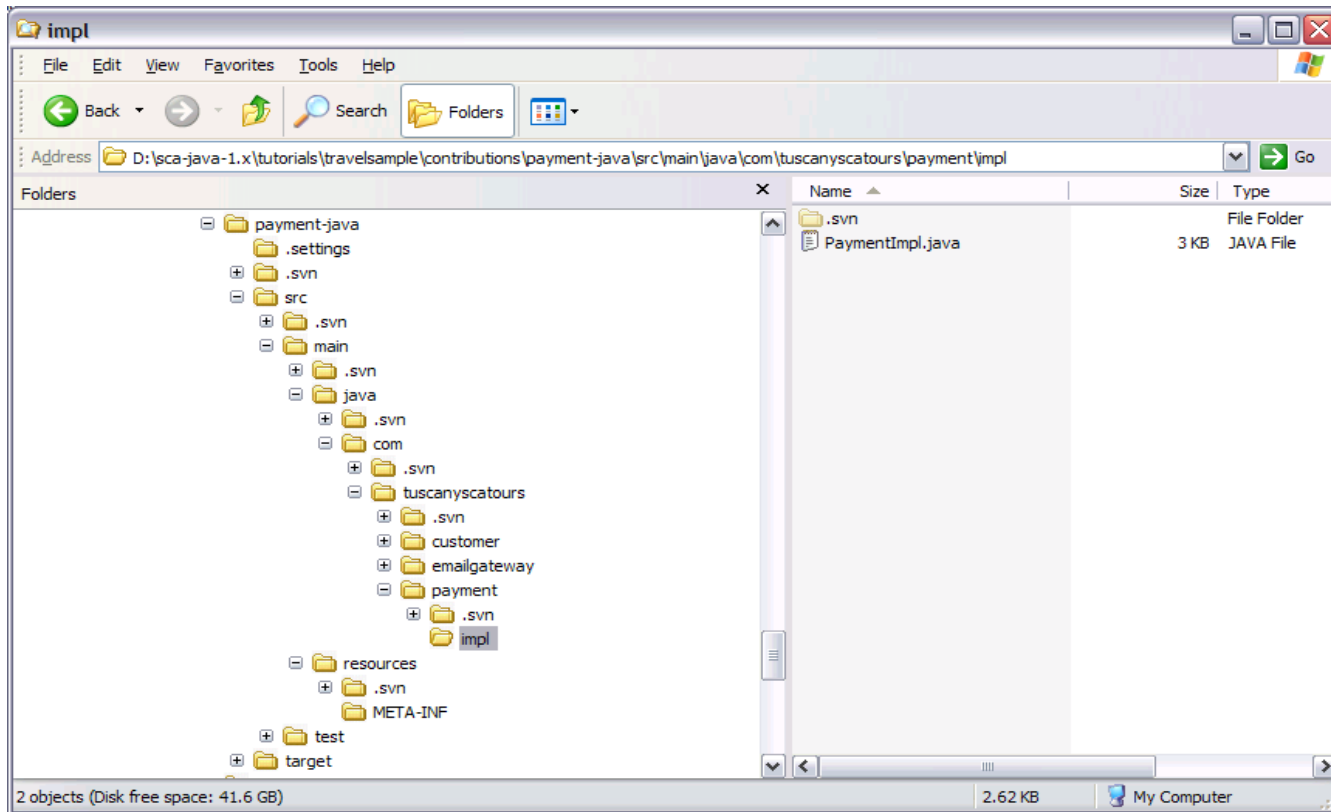 impl
File Edit View Favorites Tools Help
Back Search Folders
Address D:\sca-java-1.x\tutorials\travelsample\contributions\payment-java\src\main\java\com\tuscanyscatours\payment\impl Go
Folders Name Size Type
payment-java .svn File Folder
.settings PaymentImpl.java 3 KB JAVA File
.svn
src
.svn
main
.svn
java
.svn
com
.svn
tuscanyscatours
.svn
customer
emailgateway
payment
.svn
impl
resources
.svn
META-INF
test
target
2 objects (Disk free space: 41.6 GB) 2.62 KB My Computer